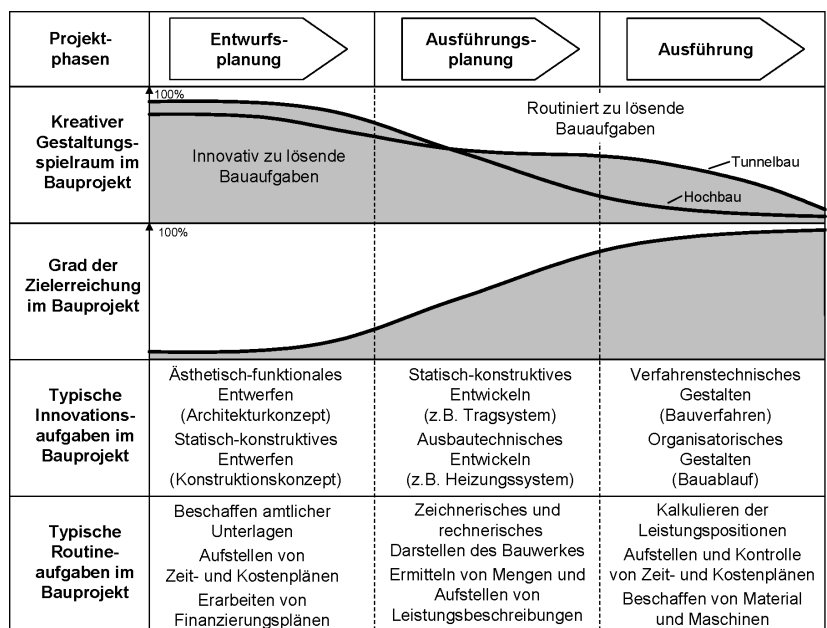 Projekt-
phasen
Entwurfs-
planung
Ausführungs-
planung
Ausführung
Kreativer
Gestaltungs-
spielraum im
Bauprojekt
100%
Innovativ zu lösende
Bauaufgaben
Routiniert zu lösende
Bauaufgaben
Tunnelbau
Hochbau
Grad der
Zielerreichung
im Bauprojekt
100%
Typische
Innovations-
aufgaben im
Bauprojekt
Ästhetisch-funktionales
Entwerfen
(Architekturkonzept)
Statisch-konstruktives
Entwerfen
(Konstruktionskonzept)
Statisch-konstruktives
Entwickeln
(z.B. Tragsystem)
Ausbautechnisches
Entwickeln
(z.B. Heizungssystem)
Verfahrenstechnisches
Gestalten
(Bauverfahren)
Organisatorisches
Gestalten
(Bauablauf)
Typische
Routine-
aufgaben im
Bauprojekt
Beschaffen amtlicher
Unterlagen
Aufstellen von
Zeit- und Kostenplänen
Erarbeiten von
Finanzierungsplänen
Zeichnerisches und
rechnerisches
Darstellen des Bauwerkes
Ermitteln von Mengen und
Aufstellen von
Leistungsbeschreibungen
Kalkulieren der
Leistungspositionen
Aufstellen und Kontrolle
von Zeit- und Kostenplänen
Beschaffen von Material
und Maschinen